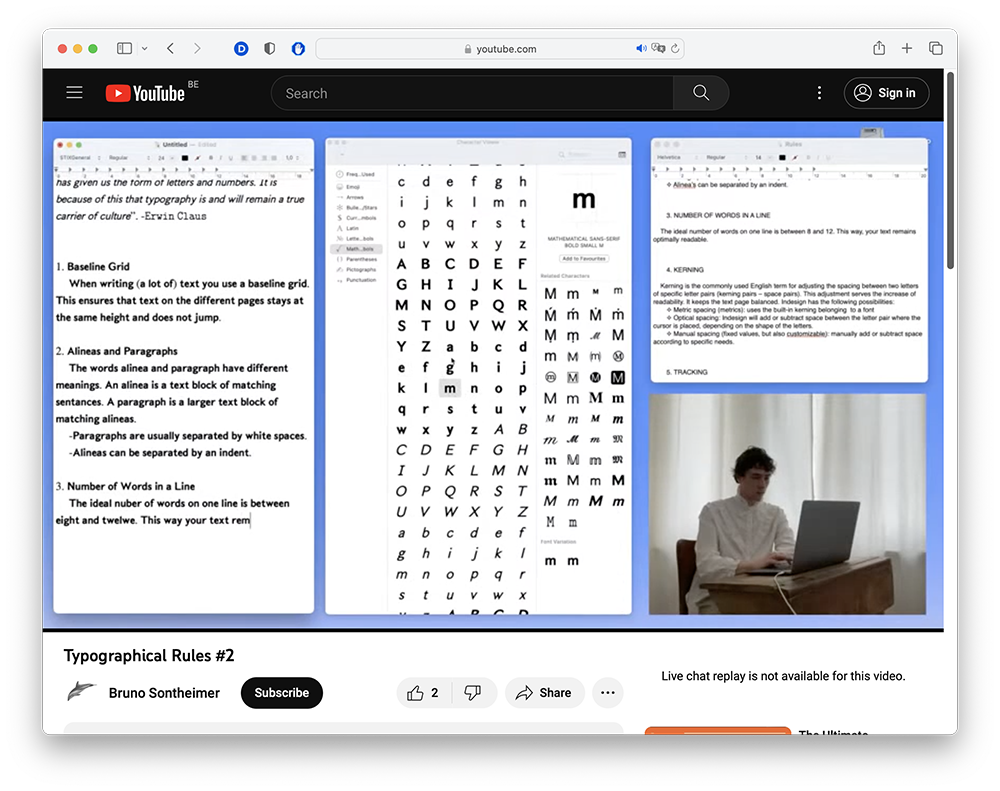 youtube.com
YouTube BE
Search
Sign in
Untitled — Edited
STIXGeneral Regular 24 1,0
has given us the form of letters and numbers. It is
because of this that typography is and will remain a true
carrier of culture”. -Erwin Claus
1. Baseline Grid
When writing (a lot of) text you use a baseline grid.
This ensures that text on the different pages stays at
the same height and does not jump.
2. Alineas and Paragraphs
The words alinea and paragraph have different
meanings. An alinea is a text block of matching
sentences. A paragraph is a larger text block of
matching alineas.
-Paragraphs are usually separated by white spaces.
-Alineas can be separated by an indent.
3. Number of Words in a Line
The ideal nuber of words on one line is between
eight and twelwe. This way your text rem
Character Viewer
Freq...Used
Emoji
Arrows
Bulle.../Stars
Curr...mbols
Latin
Lette...bols
Math...bols
Parentheses
Pictographs
Punctuation
c d e f g h
i j k l m n
o p q r s t
u v w x y z
A B C D E F
G H I J K L
M N O P Q R
S T U V W X
Y Z a b c d
e f g h i j
k l m n o p
q r s t u v
w x y z A B
C D E F G H
I J K L M N
O P Q R S T
U V W X Y Z
a b c d e f
g h i j k l
m n o p q r
s t u v w x
m
MATHEMATICAL SANS-SERIF
BOLD SMALL M
Add to Favourites
Related Characters
M m м m
Ṁ ṁ Ṃ
m M
M m M m
M m
Font Variation
m m
Rules
Helvetica Regular 14
❖ Alinea's can be separated by an indent.
3. NUMBER OF WORDS IN A LINE
The ideal number of words on one line is between 8 and 12. This way, your text remains
optimally readable.
4. KERNING
Kerning is the commonly used English term for adjusting the spacing between two letters
of specific letter pairs (kerning pairs – space pairs). This adjustment serves the increase of
readability. It keeps the text page balanced. Indesign has the following possibilities:
❖ Metric spacing (metrics): uses the built-in kerning belonging to a font
❖ Optical spacing: Indesign will add or subtract space between the letter pair where the
cursor is placed, depending on the shape of the letters.
❖ Manual spacing (fixed values, but also customizable): manually add or subtract space
according to specific needs.
5. TRACKING
Typographical Rules #2
Bruno Sontheimer
Subscribe
2
Share
Live chat replay is not available for this video.
The Ultimate